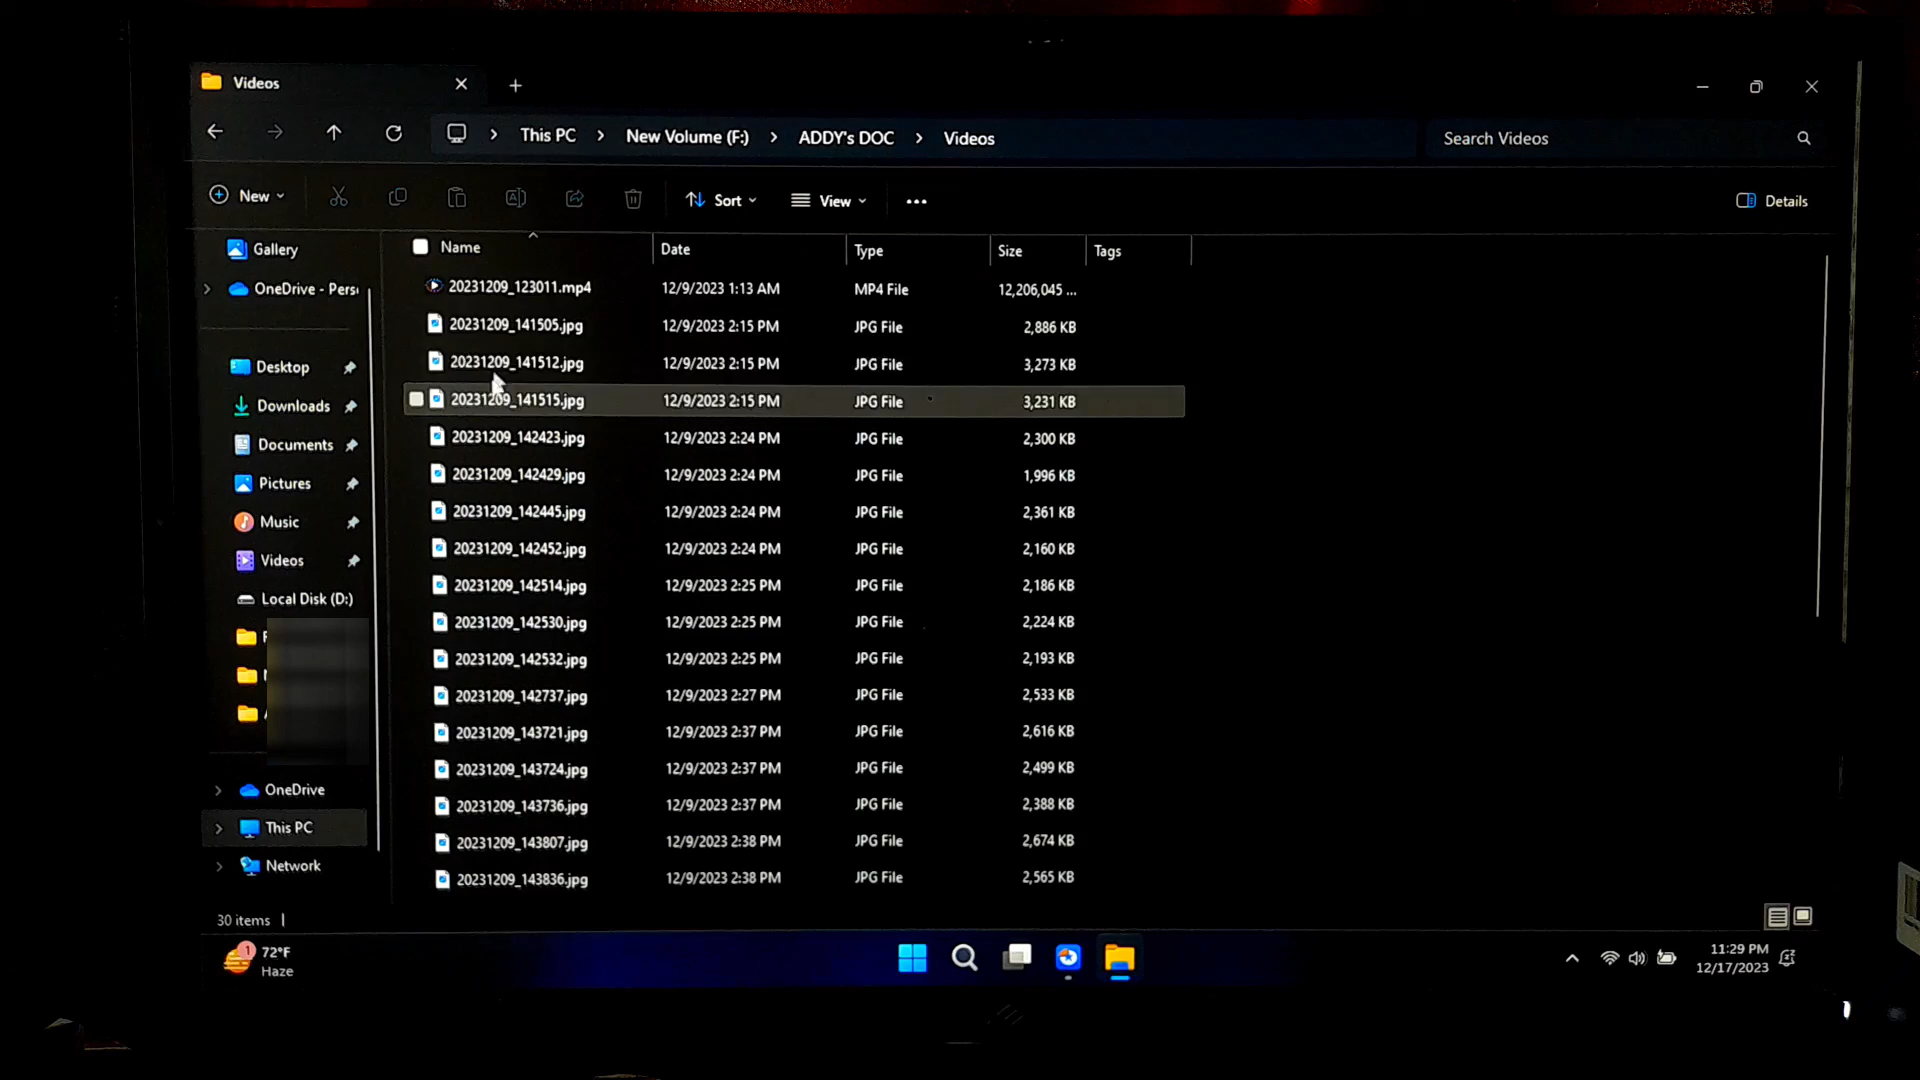 Videos
This PC > New Volume (F:) > ADDY's DOC > Videos
Search Videos
New
Sort
View
Details
Name Date Type Size Tags
Gallery
OneDrive - Pers
Desktop
Downloads
Documents
Pictures
Music
Videos
Local Disk (D:)
OneDrive
This PC
Network
20231209_123011.mp4 12/9/2023 1:13 AM MP4 File 12,206,045 ...
20231209_141505.jpg 12/9/2023 2:15 PM JPG File 2,886 KB
20231209_141512.jpg 12/9/2023 2:15 PM JPG File 3,273 KB
20231209_141515.jpg 12/9/2023 2:15 PM JPG File 3,231 KB
20231209_142423.jpg 12/9/2023 2:24 PM JPG File 2,300 KB
20231209_142429.jpg 12/9/2023 2:24 PM JPG File 1,996 KB
20231209_142445.jpg 12/9/2023 2:24 PM JPG File 2,361 KB
20231209_142452.jpg 12/9/2023 2:24 PM JPG File 2,160 KB
20231209_142514.jpg 12/9/2023 2:25 PM JPG File 2,186 KB
20231209_142530.jpg 12/9/2023 2:25 PM JPG File 2,224 KB
20231209_142532.jpg 12/9/2023 2:25 PM JPG File 2,193 KB
20231209_142737.jpg 12/9/2023 2:27 PM JPG File 2,533 KB
20231209_143721.jpg 12/9/2023 2:37 PM JPG File 2,616 KB
20231209_143724.jpg 12/9/2023 2:37 PM JPG File 2,499 KB
20231209_143736.jpg 12/9/2023 2:37 PM JPG File 2,388 KB
20231209_143807.jpg 12/9/2023 2:38 PM JPG File 2,674 KB
20231209_143836.jpg 12/9/2023 2:38 PM JPG File 2,565 KB
30 items
1
72°F
Haze
11:29 PM
12/17/2023